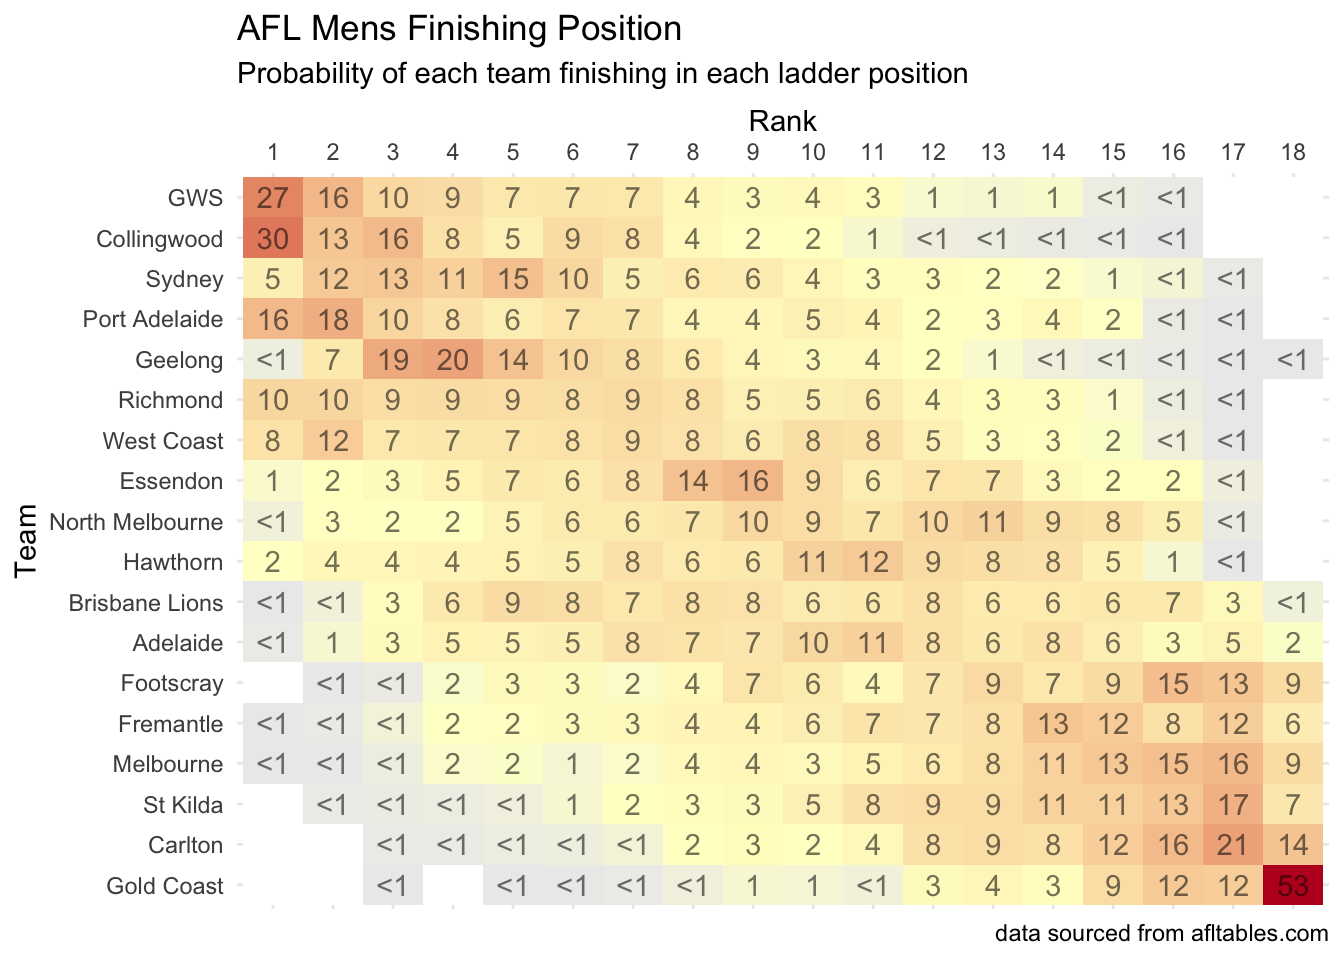 AFL Mens Finishing Position
Probability of each team finishing in each ladder position
Rank
1 2 3 4 5 6 7 8 9 10 11 12 13 14 15 16 17 18
Team
GWS 27 16 10 9 7 7 7 4 3 4 3 1 1 1 <1 <1
Collingwood 30 13 16 8 5 9 8 4 2 2 1 <1 <1 <1 <1 <1
Sydney 5 12 13 11 15 10 5 6 6 4 3 3 2 2 1 <1 <1
Port Adelaide 16 18 10 8 6 7 7 4 4 5 4 2 3 4 2 <1 <1
Geelong <1 7 19 20 14 10 8 6 4 3 4 2 1 <1 <1 <1 <1 <1
Richmond 10 10 9 9 9 8 9 8 5 5 6 4 3 3 1 <1 <1
West Coast 8 12 7 7 7 8 9 8 6 8 8 5 3 3 2 <1 <1
Essendon 1 2 3 5 7 6 8 14 16 9 6 7 7 3 2 2 <1
North Melbourne <1 3 2 2 5 6 6 7 10 9 7 10 11 9 8 5 <1
Hawthorn 2 4 4 4 5 5 8 6 6 11 12 9 8 8 5 1 <1
Brisbane Lions <1 <1 3 6 9 8 7 8 8 6 6 8 6 6 6 7 3 <1
Adelaide <1 1 3 5 5 5 8 7 7 10 11 8 6 8 6 3 5 2
Footscray <1 <1 2 3 3 2 4 7 6 4 7 9 7 9 15 13 9
Fremantle <1 <1 <1 2 2 3 3 4 4 6 7 7 8 13 12 8 12 6
Melbourne <1 <1 <1 2 2 1 2 4 4 3 5 6 8 11 13 15 16 9
St Kilda <1 <1 <1 <1 1 2 3 3 5 8 9 9 11 11 13 17 7
Carlton <1 <1 <1 <1 <1 2 3 2 4 8 9 8 12 16 21 14
Gold Coast <1 <1 <1 <1 <1 1 1 <1 3 4 3 9 12 12 53
data sourced from afltables.com